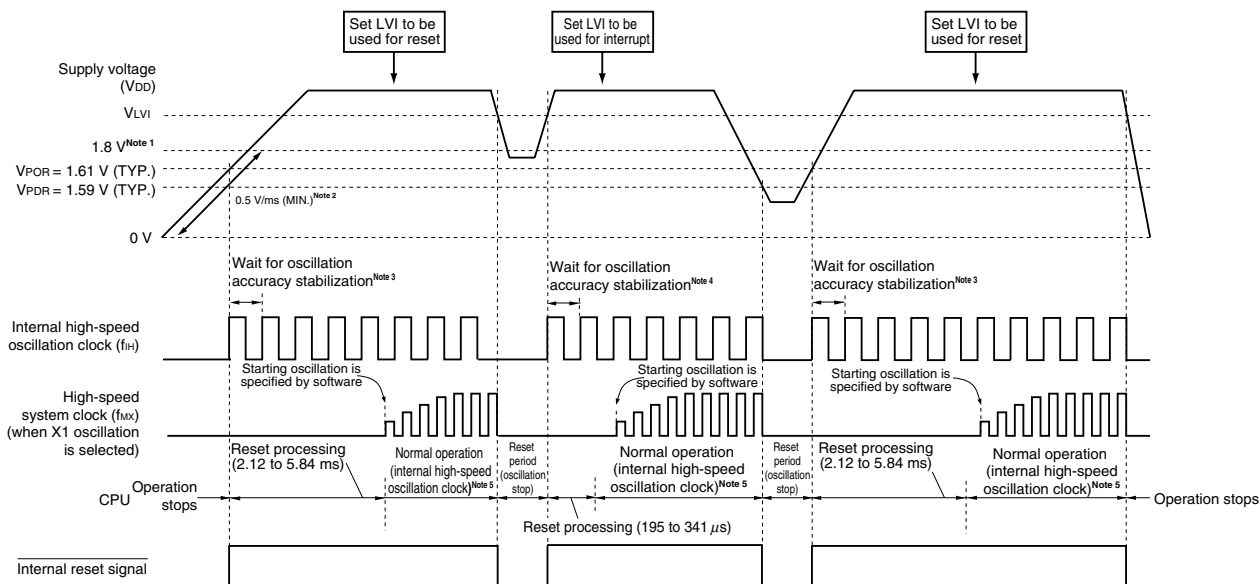 Set LVI to be
used for reset
Set LVI to be
used for interrupt
Set LVI to be
used for reset
Supply voltage
(VDD)
VLVI
1.8 V Note 1
VPOR = 1.61 V (TYP.)
VPDR = 1.59 V (TYP.)
0.5 V/ms (MIN.) Note 2
0 V
Wait for oscillation
accuracy stabilization Note 3
Wait for oscillation
accuracy stabilization Note 4
Wait for oscillation
accuracy stabilization Note 3
Internal high-speed
oscillation clock (fIH)
Starting oscillation is
specified by software
Starting oscillation is
specified by software
Starting oscillation is
specified by software
High-speed
system clock (fMX)
(when X1 oscillation
is selected)
Reset processing
(2.12 to 5.84 ms)
Normal operation
(internal high-speed
oscillation clock) Note 5
Reset
period
(oscillation
stop)
Normal operation
(internal high-speed
oscillation clock) Note 5
Reset
period
(oscillation
stop)
Reset processing
(2.12 to 5.84 ms)
Normal operation
(internal high-speed
oscillation clock) Note 5
CPU
Operation
stops
Operation stops
Reset processing (195 to 341 μs)
Internal reset signal